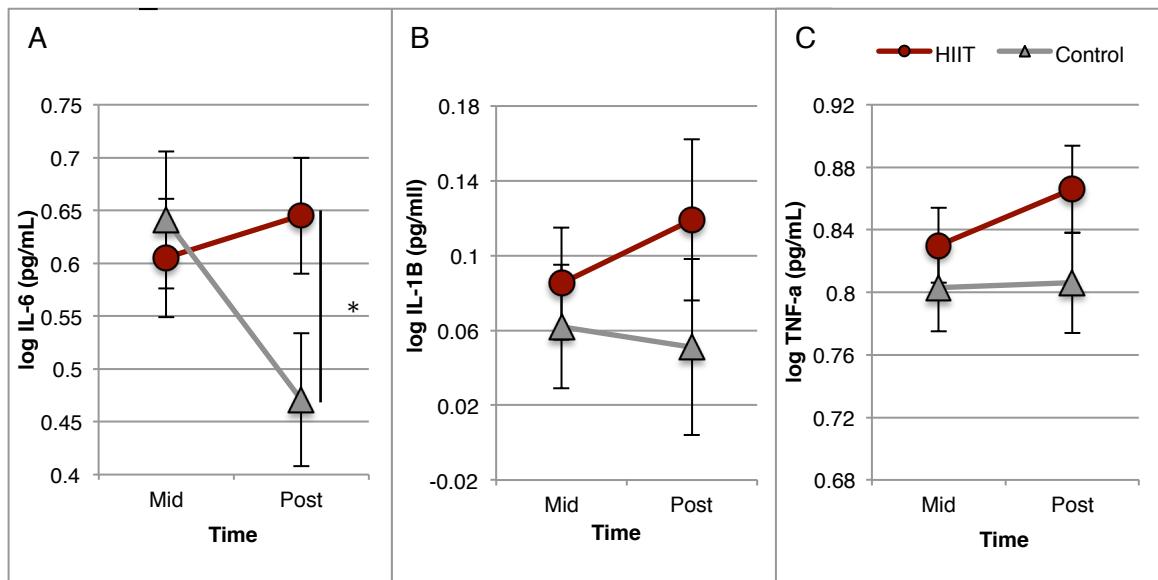 A
log IL-6 (pg/mL)
0.75
0.7
0.65
0.6
0.55
0.5
0.45
0.4
*
Mid Post
Time
B
log IL-1B (pg/mll)
0.18
0.14
0.1
0.06
0.02
-0.02
Mid Post
Time
C
HIIT Control
log TNF-a (pg/mL)
0.92
0.88
0.84
0.8
0.76
0.72
0.68
Mid Post
Time